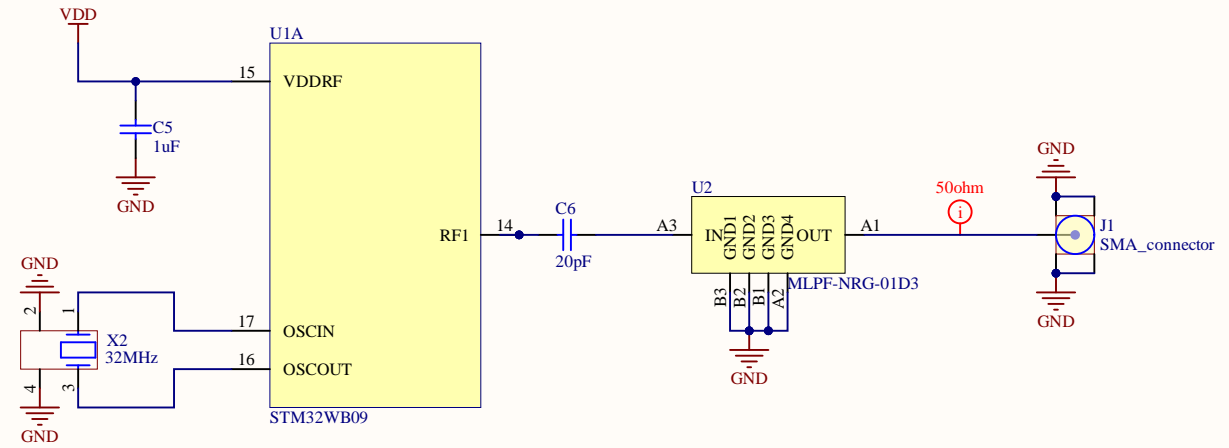 VDD
U1A
15
VDDRF
C5
1uF
GND
GND
50ohm
i
U2
C6
14
RF1
20pF
A3
IN
GND1
GND2
GND3
GND4
OUT
A1
J1
SMA_connector
MLPF-NRG-01D3
B3
B2
B1
A2
GND
GND
GND
2
1
17
OSCIN
X2
32MHz
16
OSCOUT
4
3
GND
STM32WB09